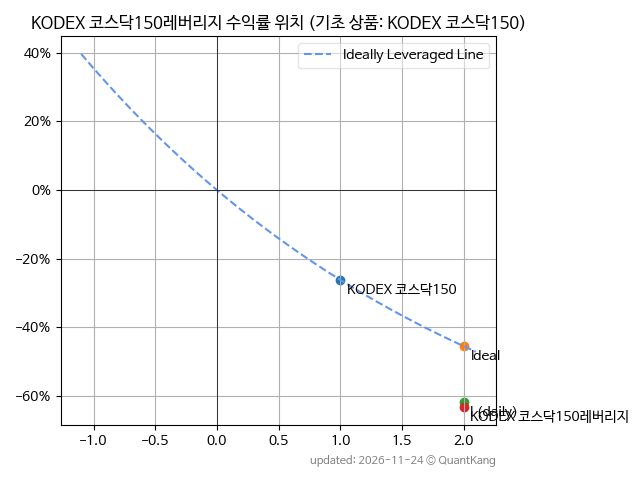 KODEX 코스닥150레버리지 수익률 위치 (기초 상품: KODEX 코스닥150)
Ideally Leveraged Line
40%
20%
0%
−20%
−40%
−60%
KODEX 코스닥150
Ideal
(daily)
KODEX 코스닥150레버리지
−1.0
−0.5
0.0
0.5
1.0
1.5
2.0
updated: 2026-11-24 © QuantKang